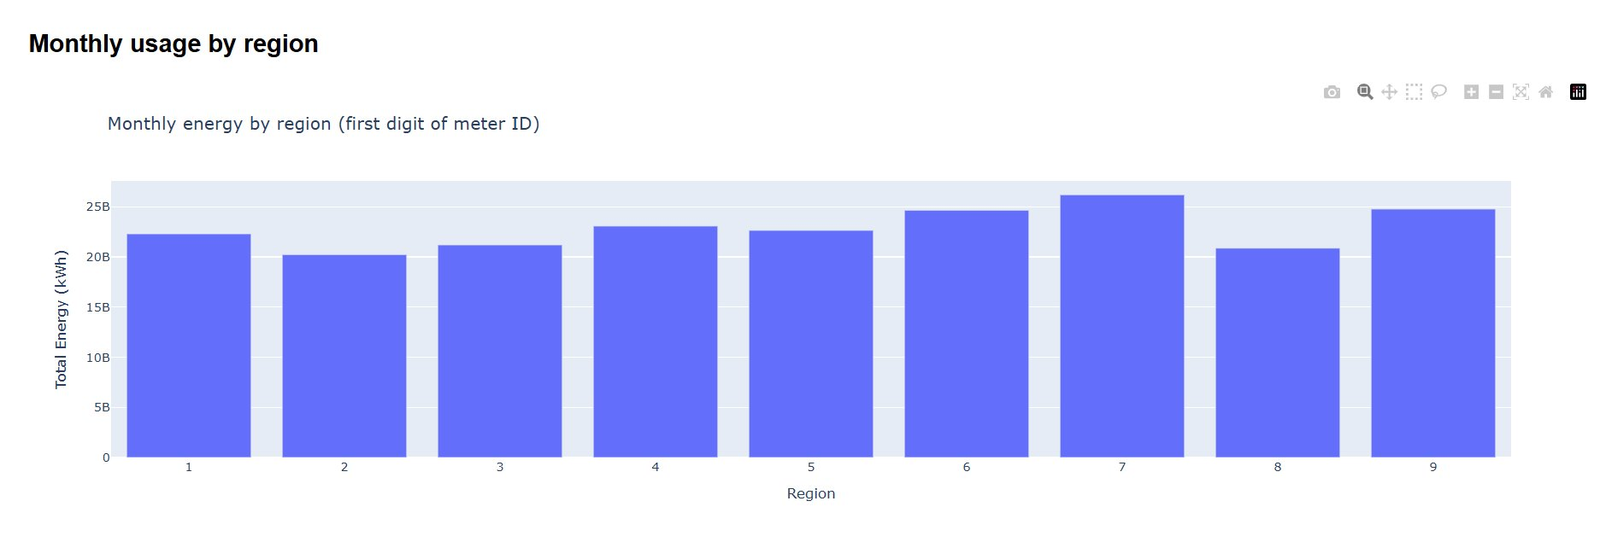 Monthly usage by region
Monthly energy by region (first digit of meter ID)
Total Energy (kWh)
25B
20B
15B
10B
5B
0
1 2 3 4 5 6 7 8 9
Region